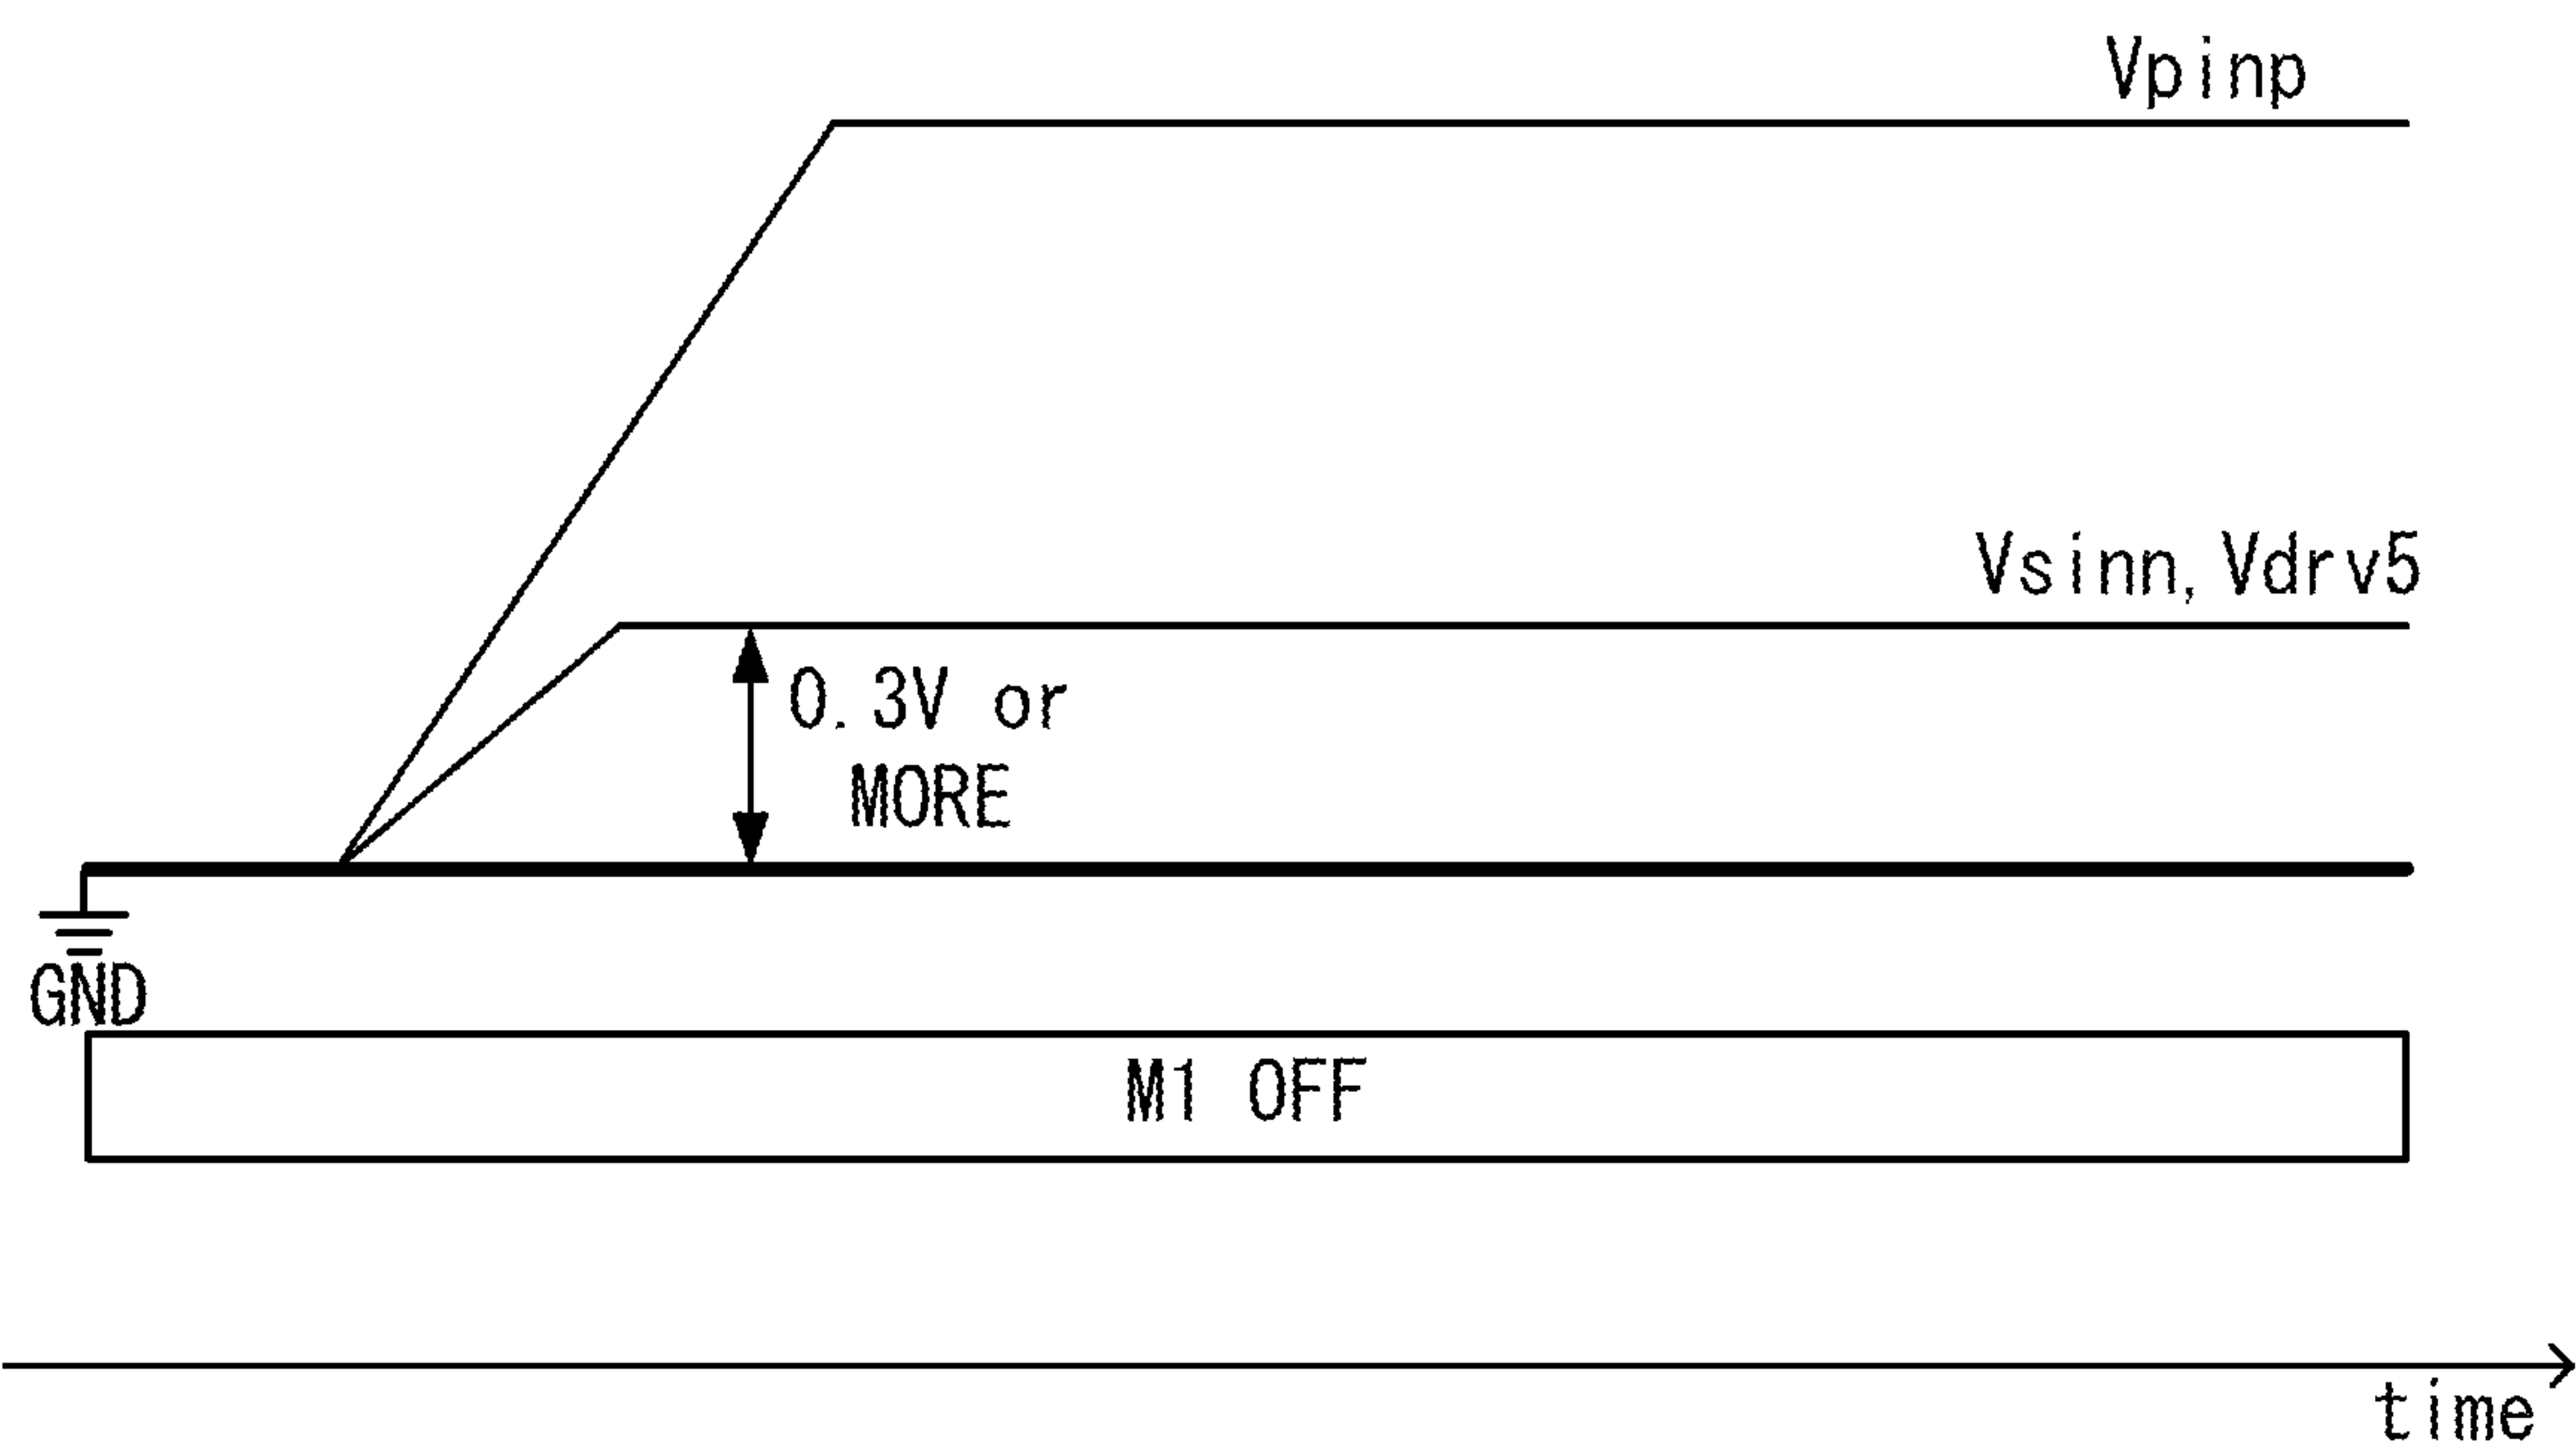 Vpinp
Vsinn, Vdrv5
0.3V or
MORE
GND
M1 OFF
time